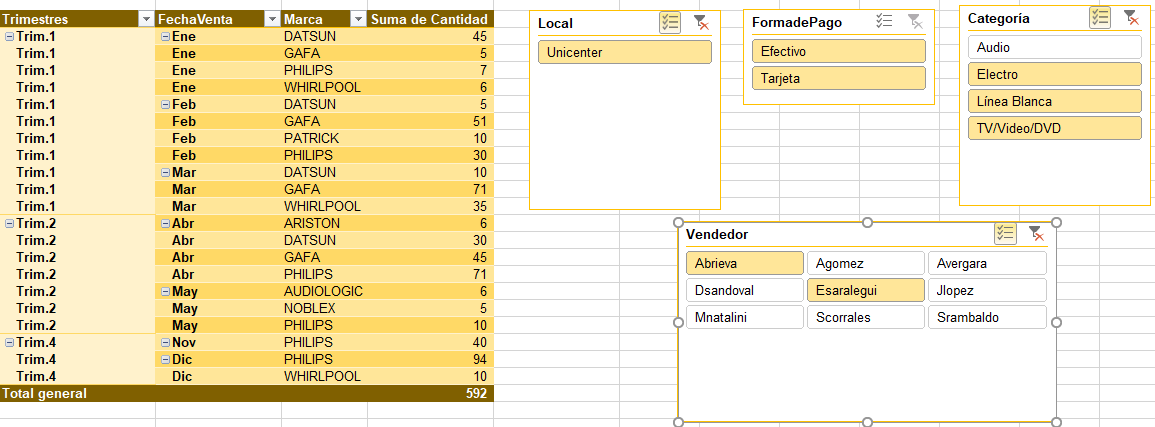 Trimestres FechaVenta Marca Suma de Cantidad
Trim.1 Ene DATSUN 45
Trim.1 Ene GAFA 5
Trim.1 Ene PHILIPS 7
Trim.1 Ene WHIRLPOOL 6
Trim.1 Feb DATSUN 5
Trim.1 Feb GAFA 51
Trim.1 Feb PATRICK 10
Trim.1 Feb PHILIPS 30
Trim.1 Mar DATSUN 10
Trim.1 Mar GAFA 71
Trim.1 Mar WHIRLPOOL 35
Trim.2 Abr ARISTON 6
Trim.2 Abr DATSUN 30
Trim.2 Abr GAFA 45
Trim.2 Abr PHILIPS 71
Trim.2 May AUDIOLOGIC 6
Trim.2 May NOBLEX 5
Trim.2 May PHILIPS 10
Trim.4 Nov PHILIPS 40
Trim.4 Dic PHILIPS 94
Trim.4 Dic WHIRLPOOL 10
Total general 592
Local
Unicenter
FormadePago
Efectivo
Tarjeta
Categoría
Audio
Electro
Línea Blanca
TV/Video/DVD
Vendedor
Abrieva Agomez Avergara
Dsandoval Esaralegui Jlopez
Mnatalini Scorrales Srambaldo